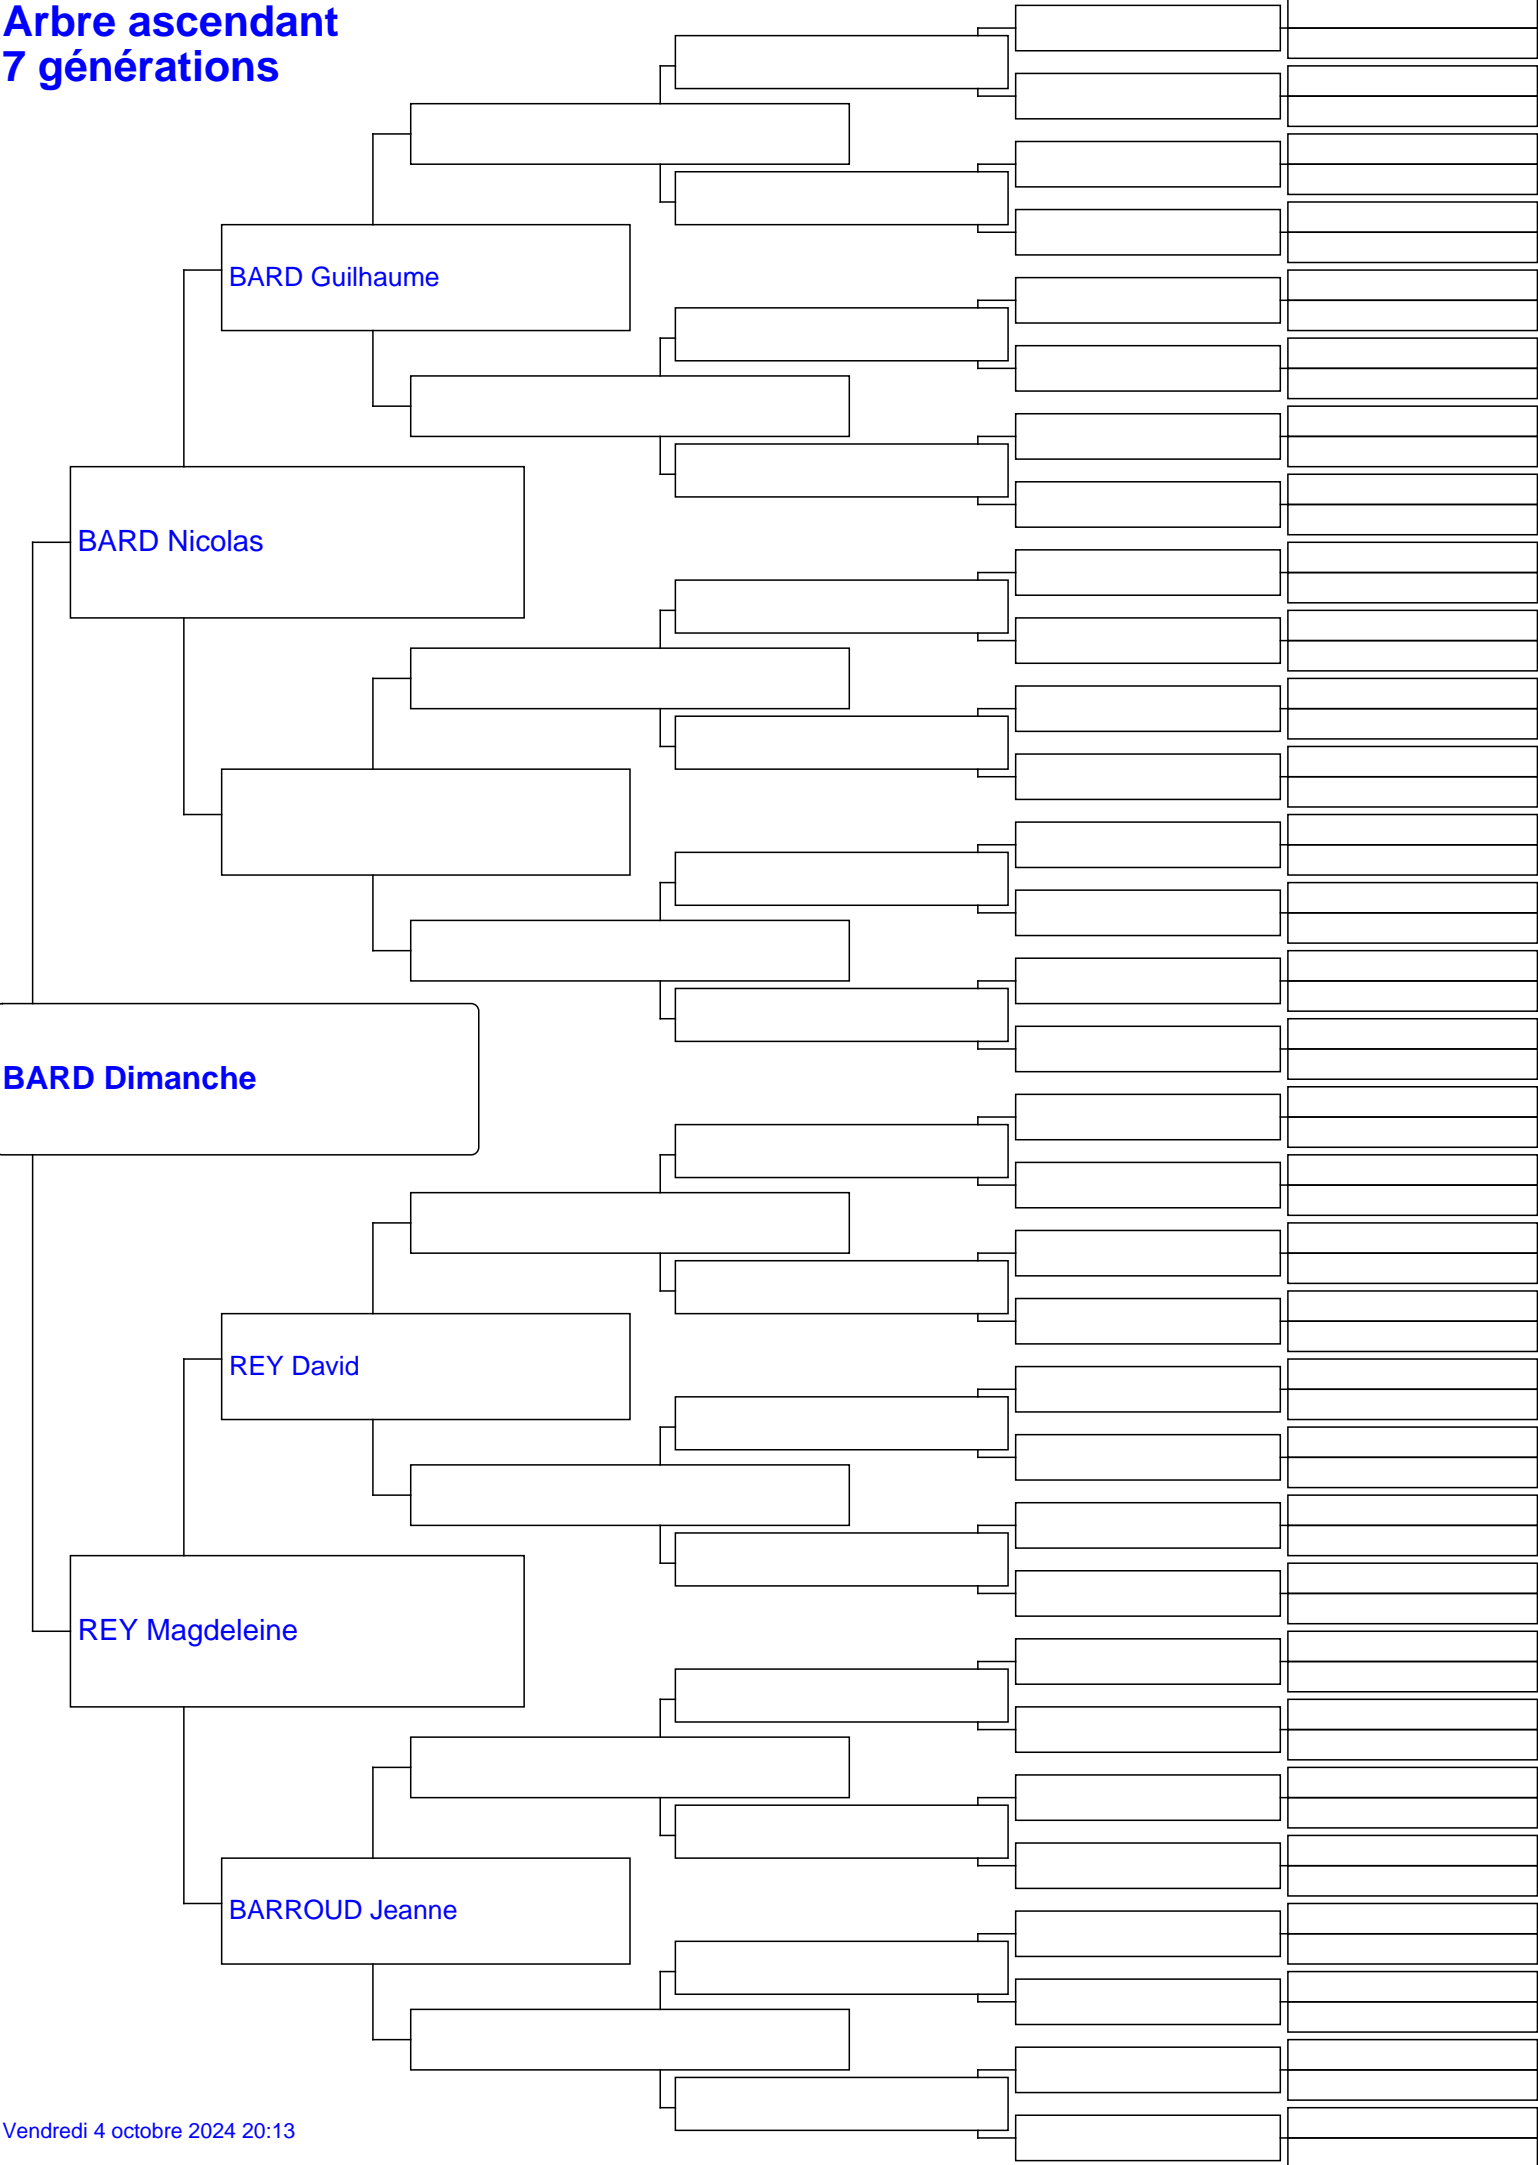 Arbre ascendant
7 générations
BARD Guilhaume
BARD Nicolas
BARD Dimanche
REY David
REY Magdeleine
BARROUD Jeanne
Vendredi 4 octobre 2024 20:13